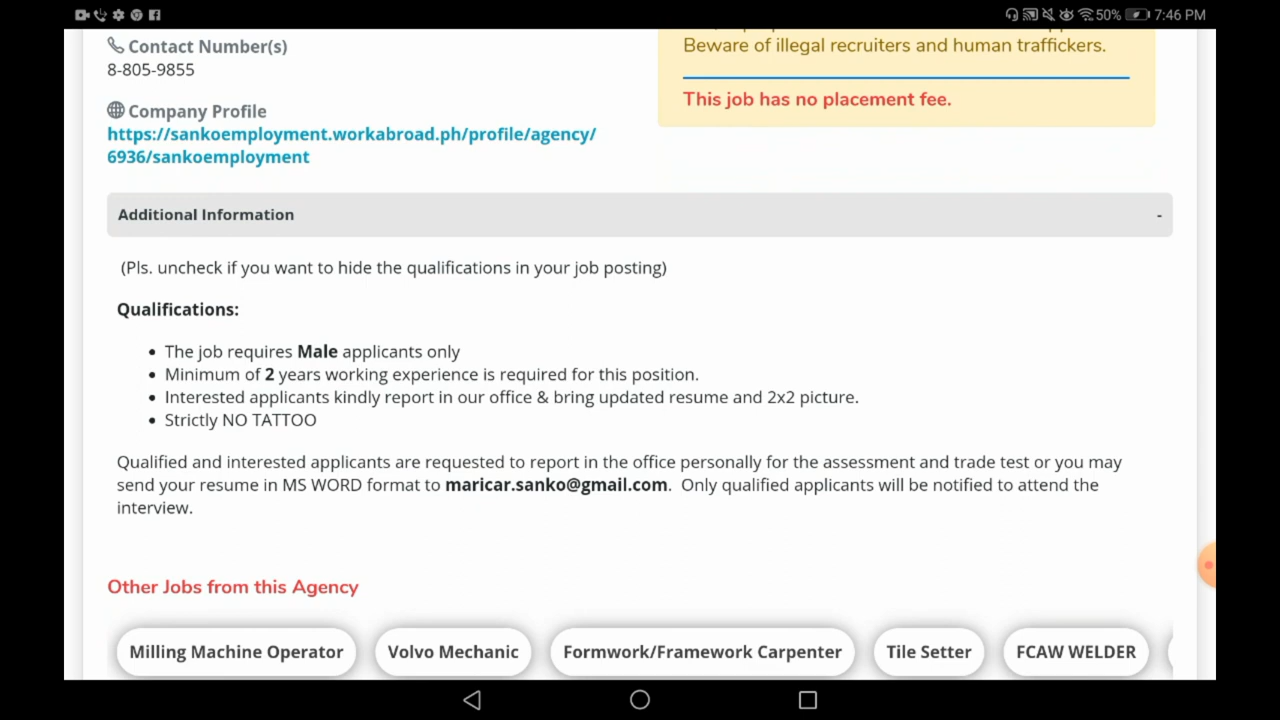 50% 7:46 PM
Contact Number(s)
8-805-9855
Company Profile
https://sankoemployment.workabroad.ph/profile/agency/
6936/sankoemployment
Beware of illegal recruiters and human traffickers.
This job has no placement fee.
Additional Information -
(Pls. uncheck if you want to hide the qualifications in your job posting)
Qualifications:
• The job requires Male applicants only
• Minimum of 2 years working experience is required for this position.
• Interested applicants kindly report in our office & bring updated resume and 2x2 picture.
• Strictly NO TATTOO
Qualified and interested applicants are requested to report in the office personally for the assessment and trade test or you may
send your resume in MS WORD format to maricar.sanko@gmail.com. Only qualified applicants will be notified to attend the
interview.
Other Jobs from this Agency
Milling Machine Operator Volvo Mechanic Formwork/Framework Carpenter Tile Setter FCAW WELDER